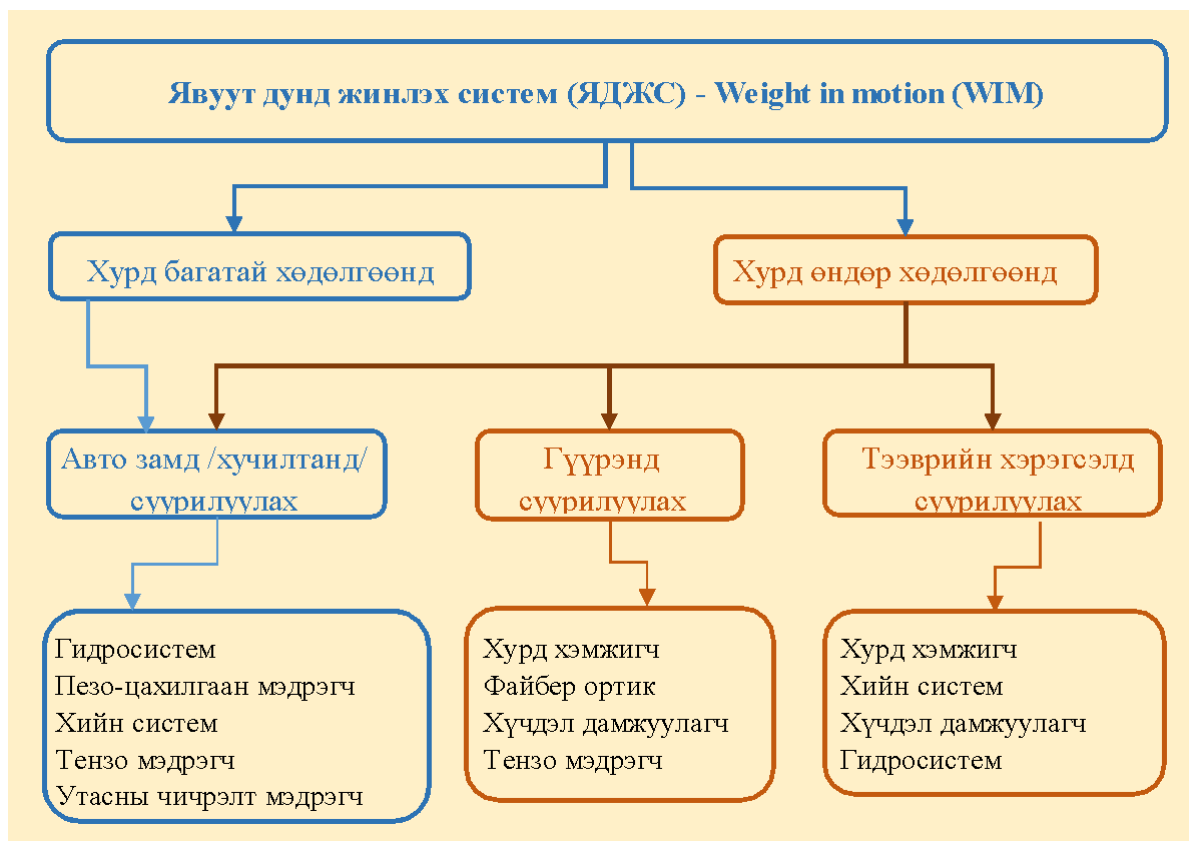 Явуут дунд жинлэх систем (ЯДЖС) - Weight in motion (WIM)
Хурд багатай хөдөлгөөнд
Хурд өндөр хөдөлгөөнд
Авто замд /хучилтанд/
суурилуулах
Гүүрэнд
суурилуулах
Тээврийн хэрэгсэлд
суурилуулах
Гидросистем
Пезо-цахилгаан мэдрэгч
Хийн систем
Тензо мэдрэгч
Утасны чичрэлт мэдрэгч
Хурд хэмжигч
Файбер ортик
Хүчдэл дамжуулагч
Тензо мэдрэгч
Хурд хэмжигч
Хийн систем
Хүчдэл дамжуулагч
Гидросистем